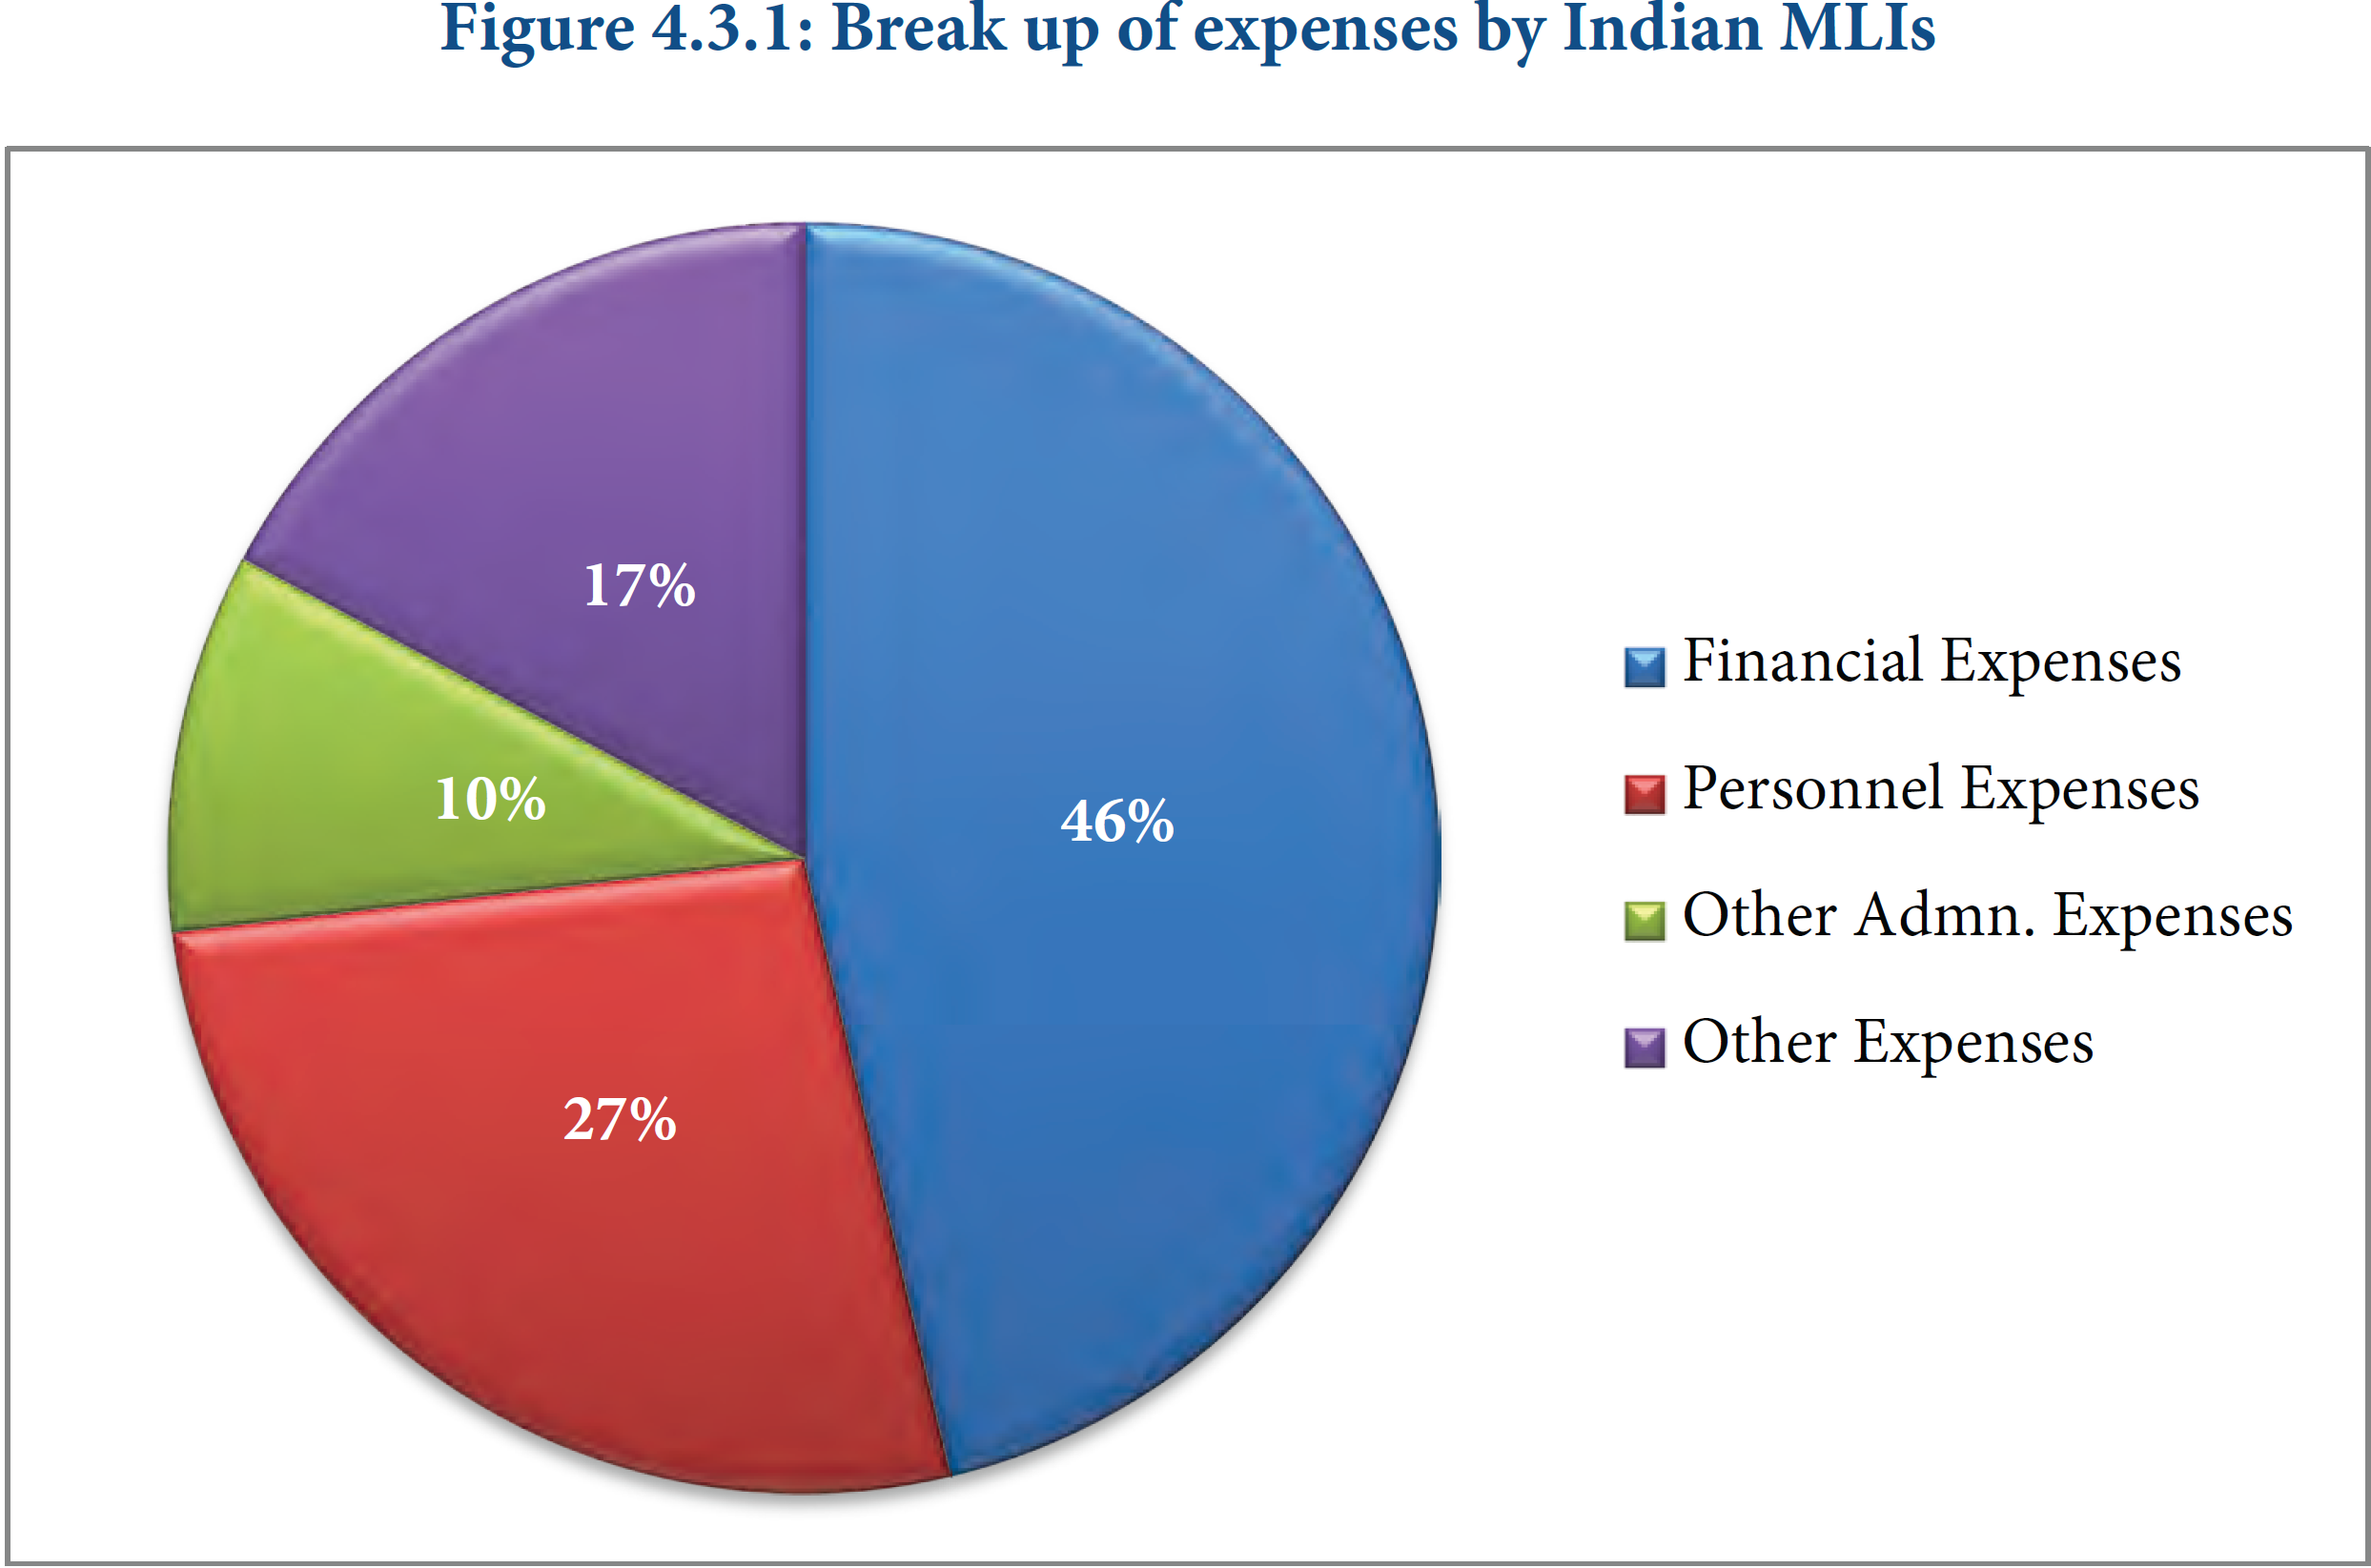 Figure 4.3.1: Break up of expenses by Indian MLIs
17%
46%
10%
27%
Financial Expenses
Personnel Expenses
Other Admn. Expenses
Other Expenses